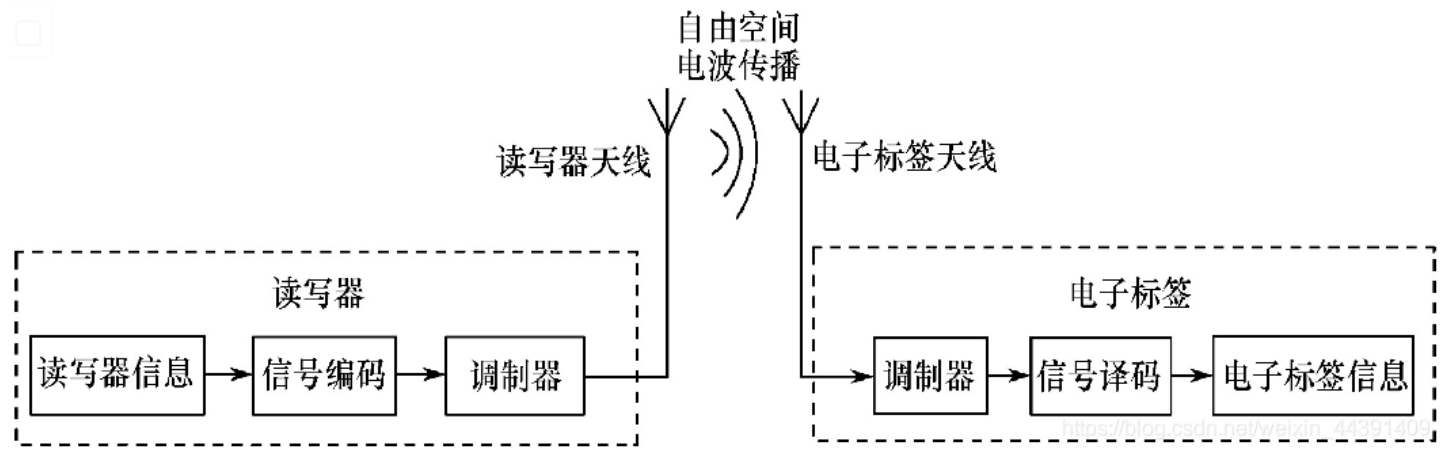 自由空间
电波传播
读写器天线
电子标签天线
读写器
电子标签
读写器信息
信号编码
调制器
调制器
信号译码
电子标签信息
https://blog.csdn.net/weixin_44391409